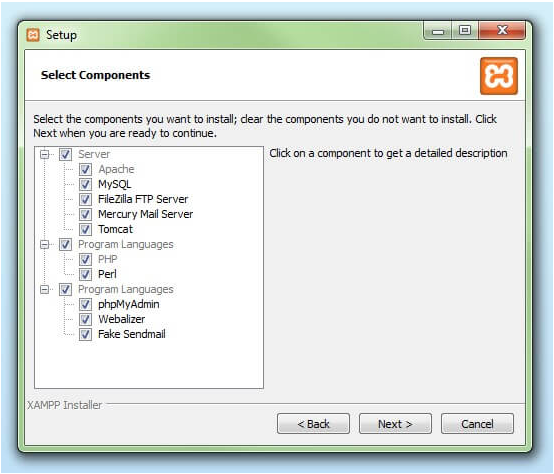 Setup
Select Components
Select the components you want to install; clear the components you do not want to install. Click
Next when you are ready to continue.
Server
Apache
MySQL
FileZilla FTP Server
Mercury Mail Server
Tomcat
Program Languages
PHP
Perl
Program Languages
phpMyAdmin
Webalizer
Fake Sendmail
Click on a component to get a detailed description
XAMPP Installer
< Back
Next >
Cancel